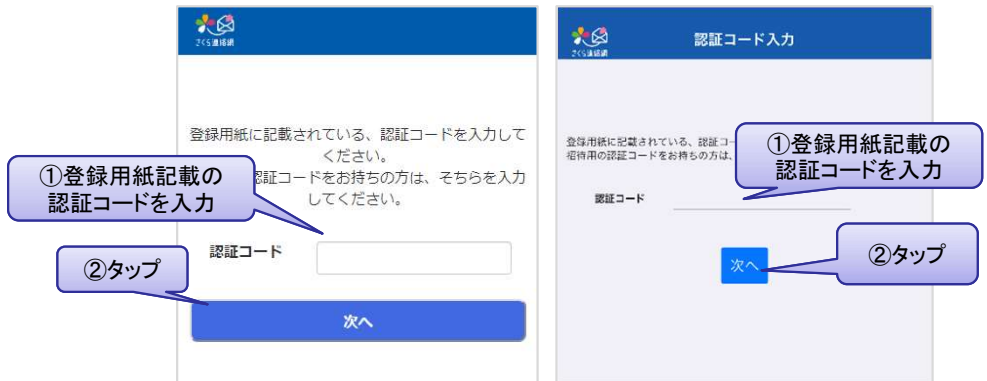 さくら連絡網
登録用紙に記載されている、認証コードを入力して
ください。
認証コードをお持ちの方は、そちらを入力
してください。
①登録用紙記載の
認証コードを入力
認証コード
②タップ
次へ
さくら連絡網
認証コード入力
登録用紙に記載されている、認証コー
招待用の認証コードをお持ちの方は、
①登録用紙記載の
認証コードを入力
認証コード
②タップ
次へ